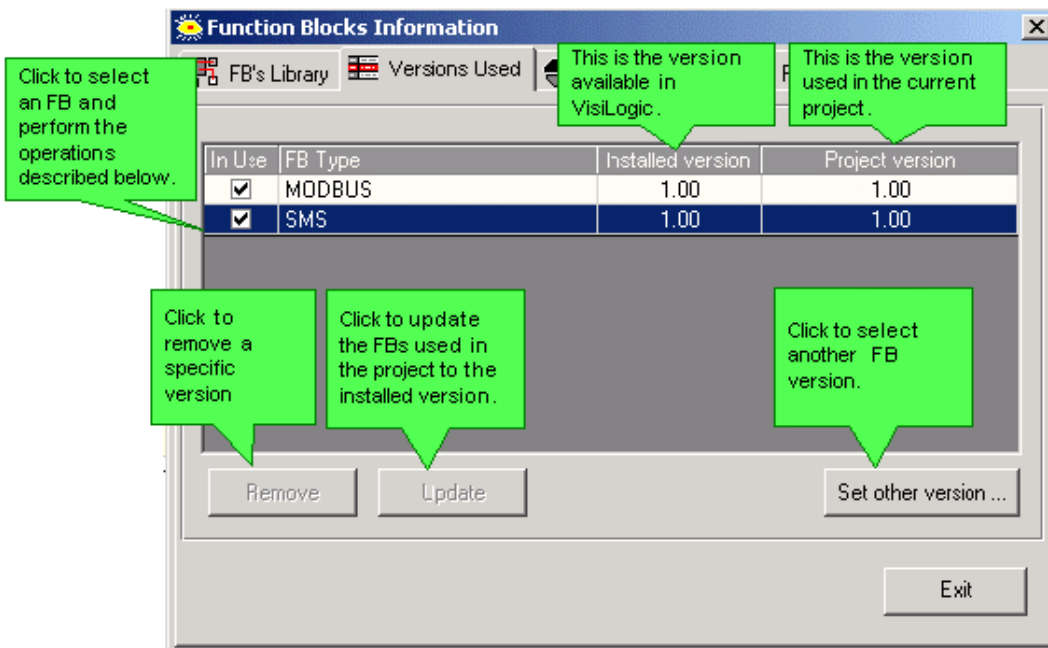 Function Blocks Information
FB's Library
Versions Used
Click to select
an FB and
perform the
operations
described below.
This is the version
available in
VisiLogic.
This is the version
used in the current
project.
In Use FB Type Installed version Project version
MODBUS 1.00 1.00
SMS 1.00 1.00
Click to
remove a
specific
version
Click to update
the FBs used in
the project to the
installed version.
Click to select
another FB
version.
Remove
Update
Set other version ...
Exit